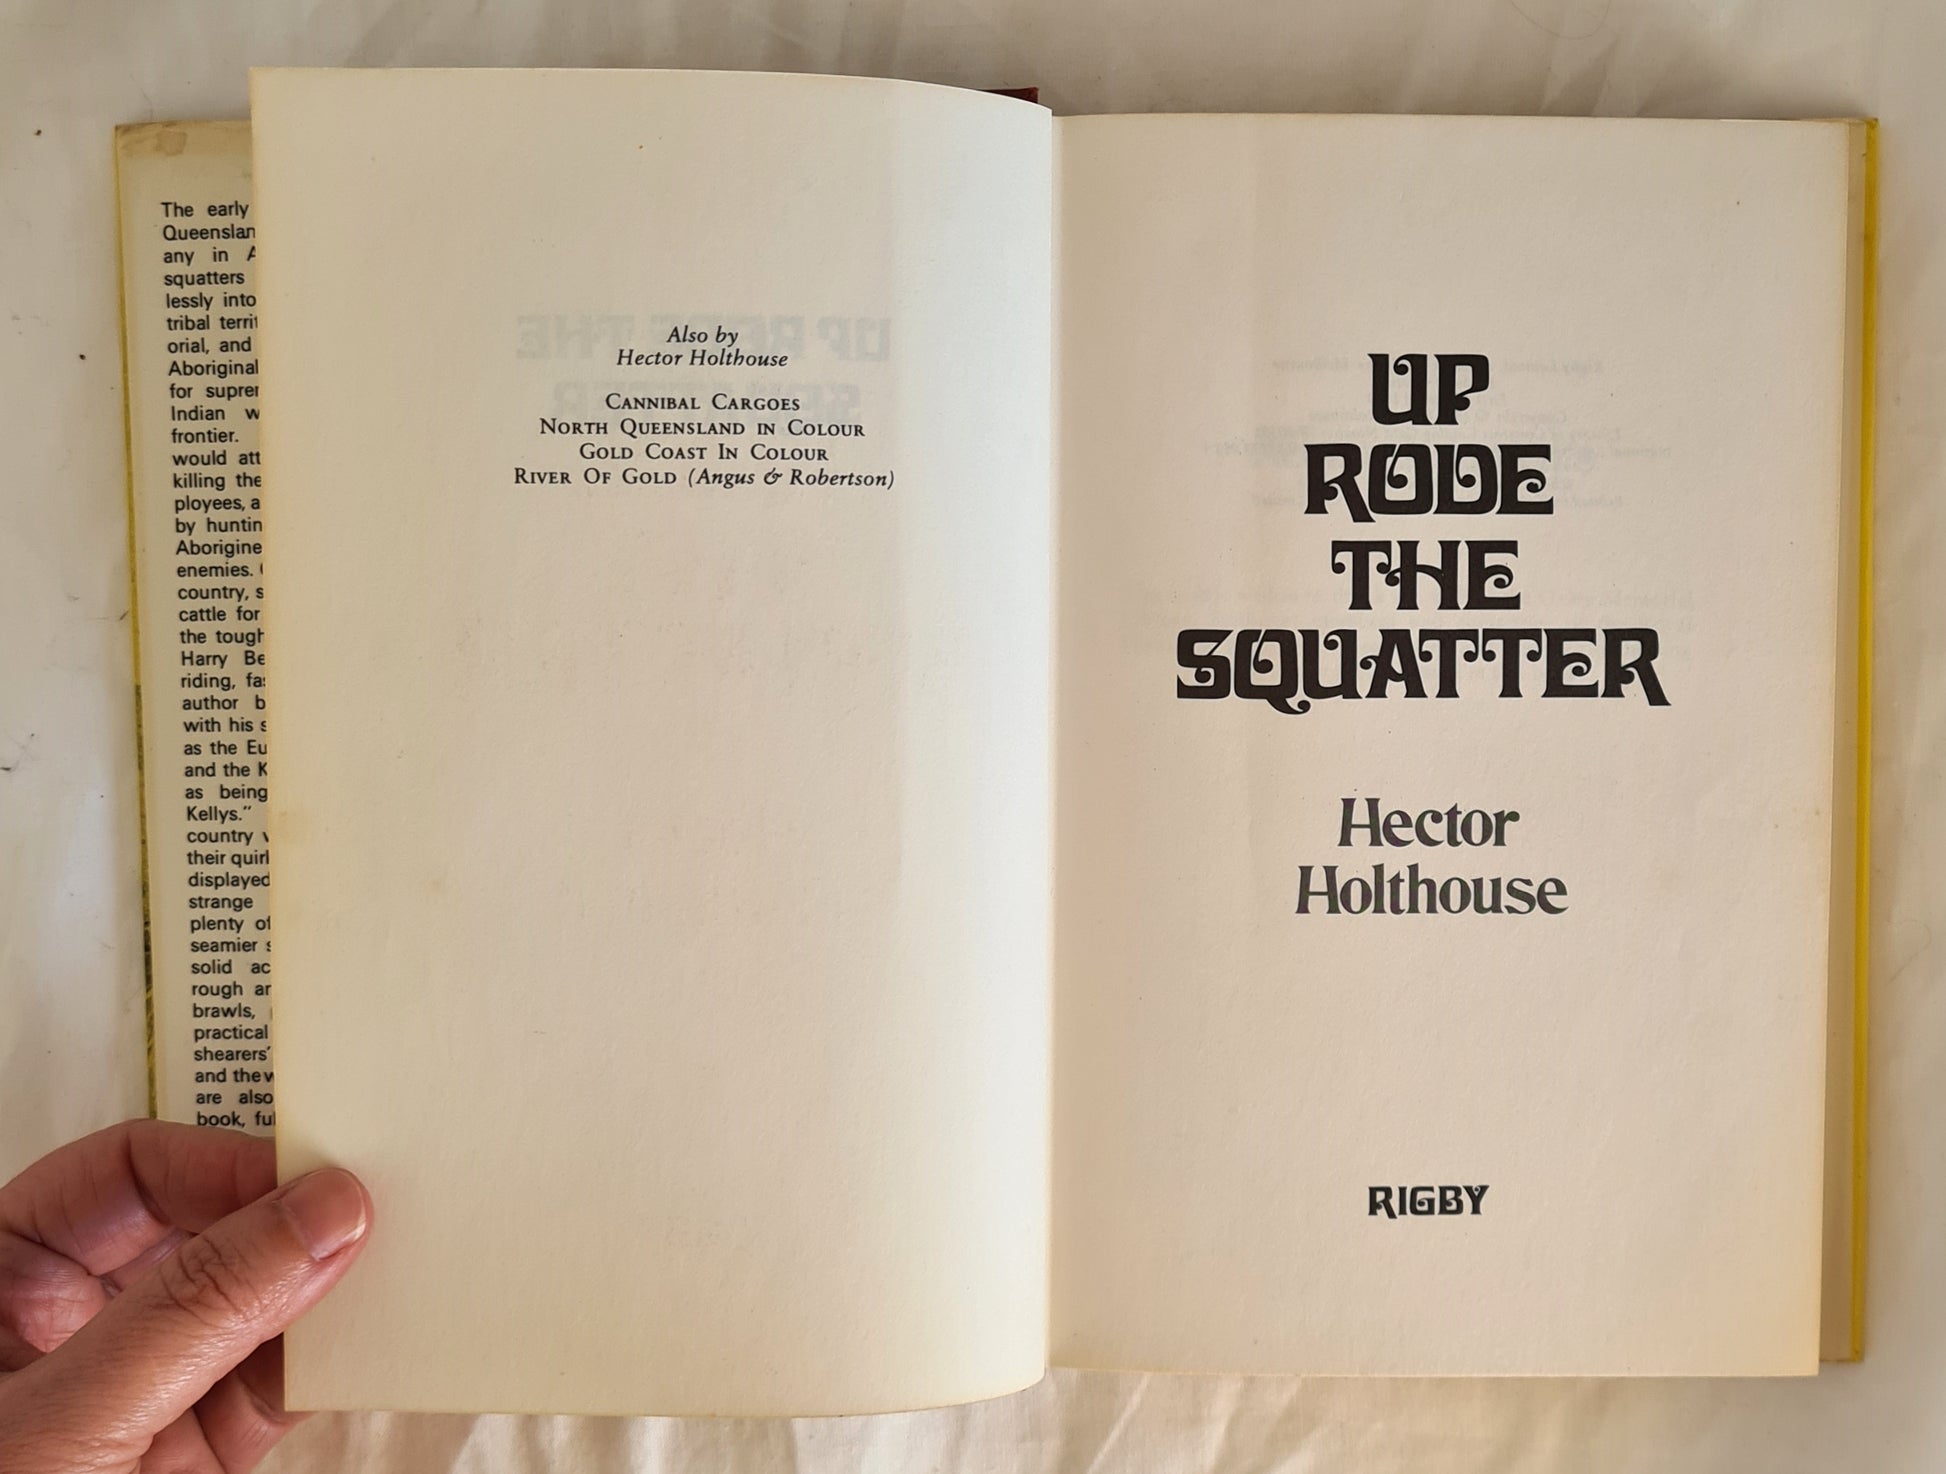 The early
Queenslan
any in A
squatters
lessly into
tribal terri
orial, and
Aboriginal
for suprer
Indian w
frontier.
would att
killing the
ployees, a
by huntin
Aborigine
enemies.
country, s
cattle for
the tough
Harry Be
riding, fas
author b
with his s
as the Eu
and the K
as being
Kellys."
country v
their quirk
displayed
strange
plenty of
seamier s
solid ac
rough ar
brawls,
practical
shearers'
and the w
are also
book, ful
Also by
Hector Holthouse
CANNIBAL CARGOES
NORTH QUEENSLAND IN COLOUR
GOLD COAST IN COLOUR
RIVER OF GOLD (Angus & Robertson)
UP
RODE
THE
SQUATTER
Hector
Holthouse
RIGBY